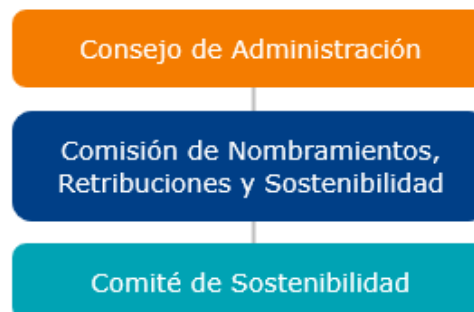 Consejo de Administración
Comisión de Nombramientos,
Retribuciones y Sostenibilidad
Comité de Sostenibilidad